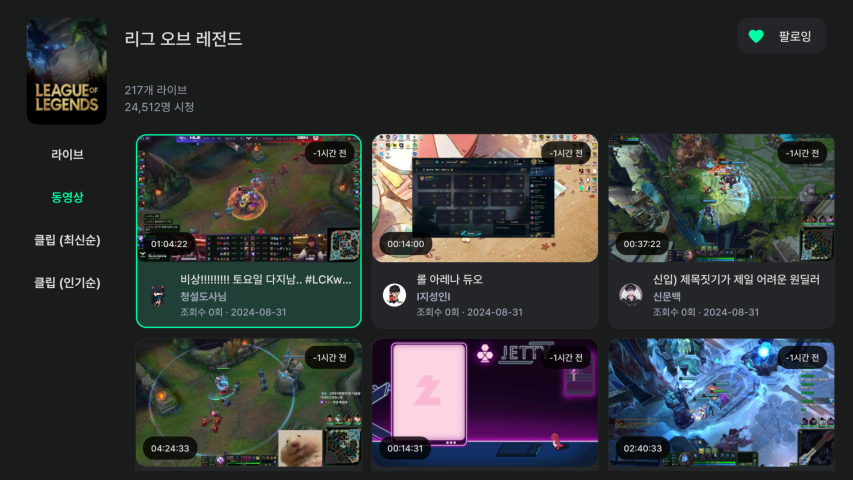 리그 오브 레전드
팔로잉
217개 라이브
24,512명 시청
LEAGUE OF
LEGENDS
라이브
동영상
클립 (최신순)
클립 (인기순)
-1시간 전
01:04:22
비상!!!!!!!!! 토요일 다지남.. #LCKw...
청설도사님
조회수 0회 · 2024-08-31
-1시간 전
00:14:00
롤 아레나 듀오
I지성인I
조회수 0회 · 2024-08-31
-1시간 전
00:37:22
신입) 제목짓기가 제일 어려운 원딜러
신문백
조회수 0회 · 2024-08-31
-1시간 전
04:24:33
JETTY
-1시간 전
00:14:31
-1시간 전
02:40:33